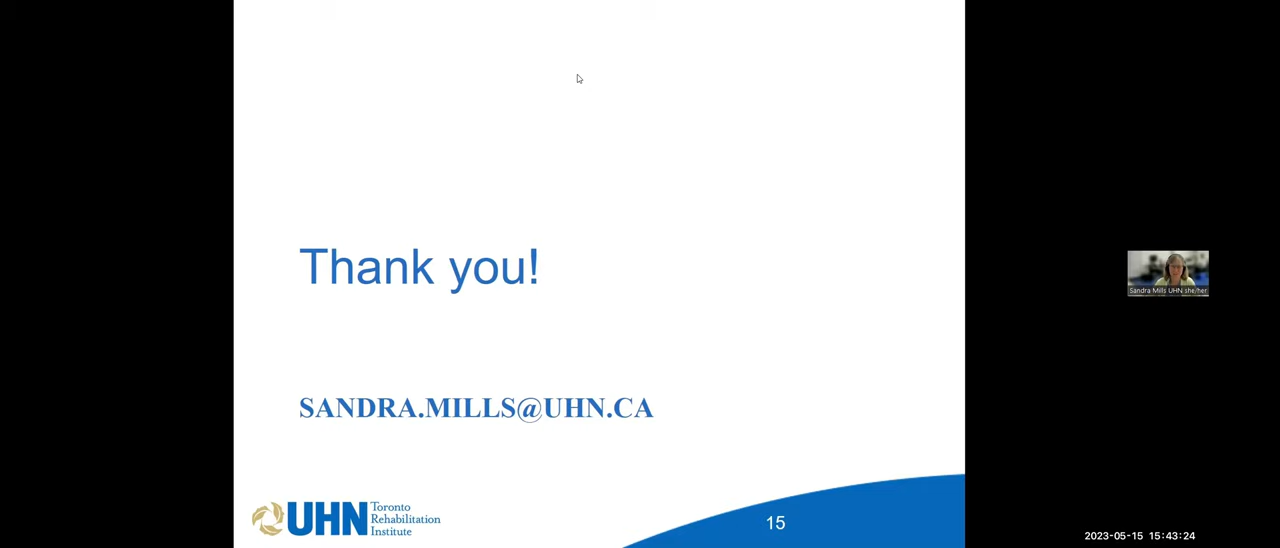 Thank you!
SANDRA.MILLS@UHN.CA
UHN
Toronto
Rehabilitation
Institute
15
Sandra Mills UHN she/her
2023-05-15 15:43:24